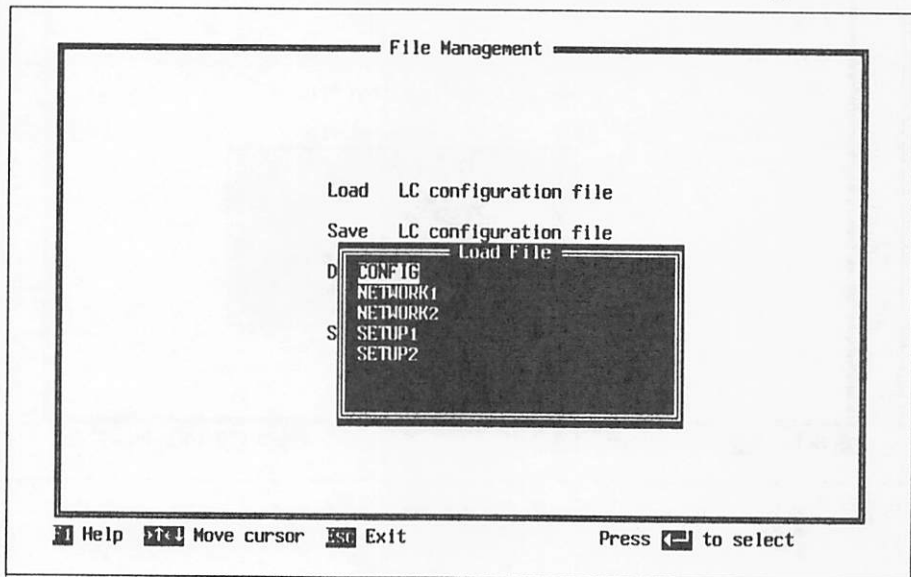 File Management
Load LC configuration file
Save LC configuration file
Load File
D CONFIG
NETWORK1
NETWORK2
S SETUP1
SETUP2
F1 Help Move cursor ESC Exit Press to select